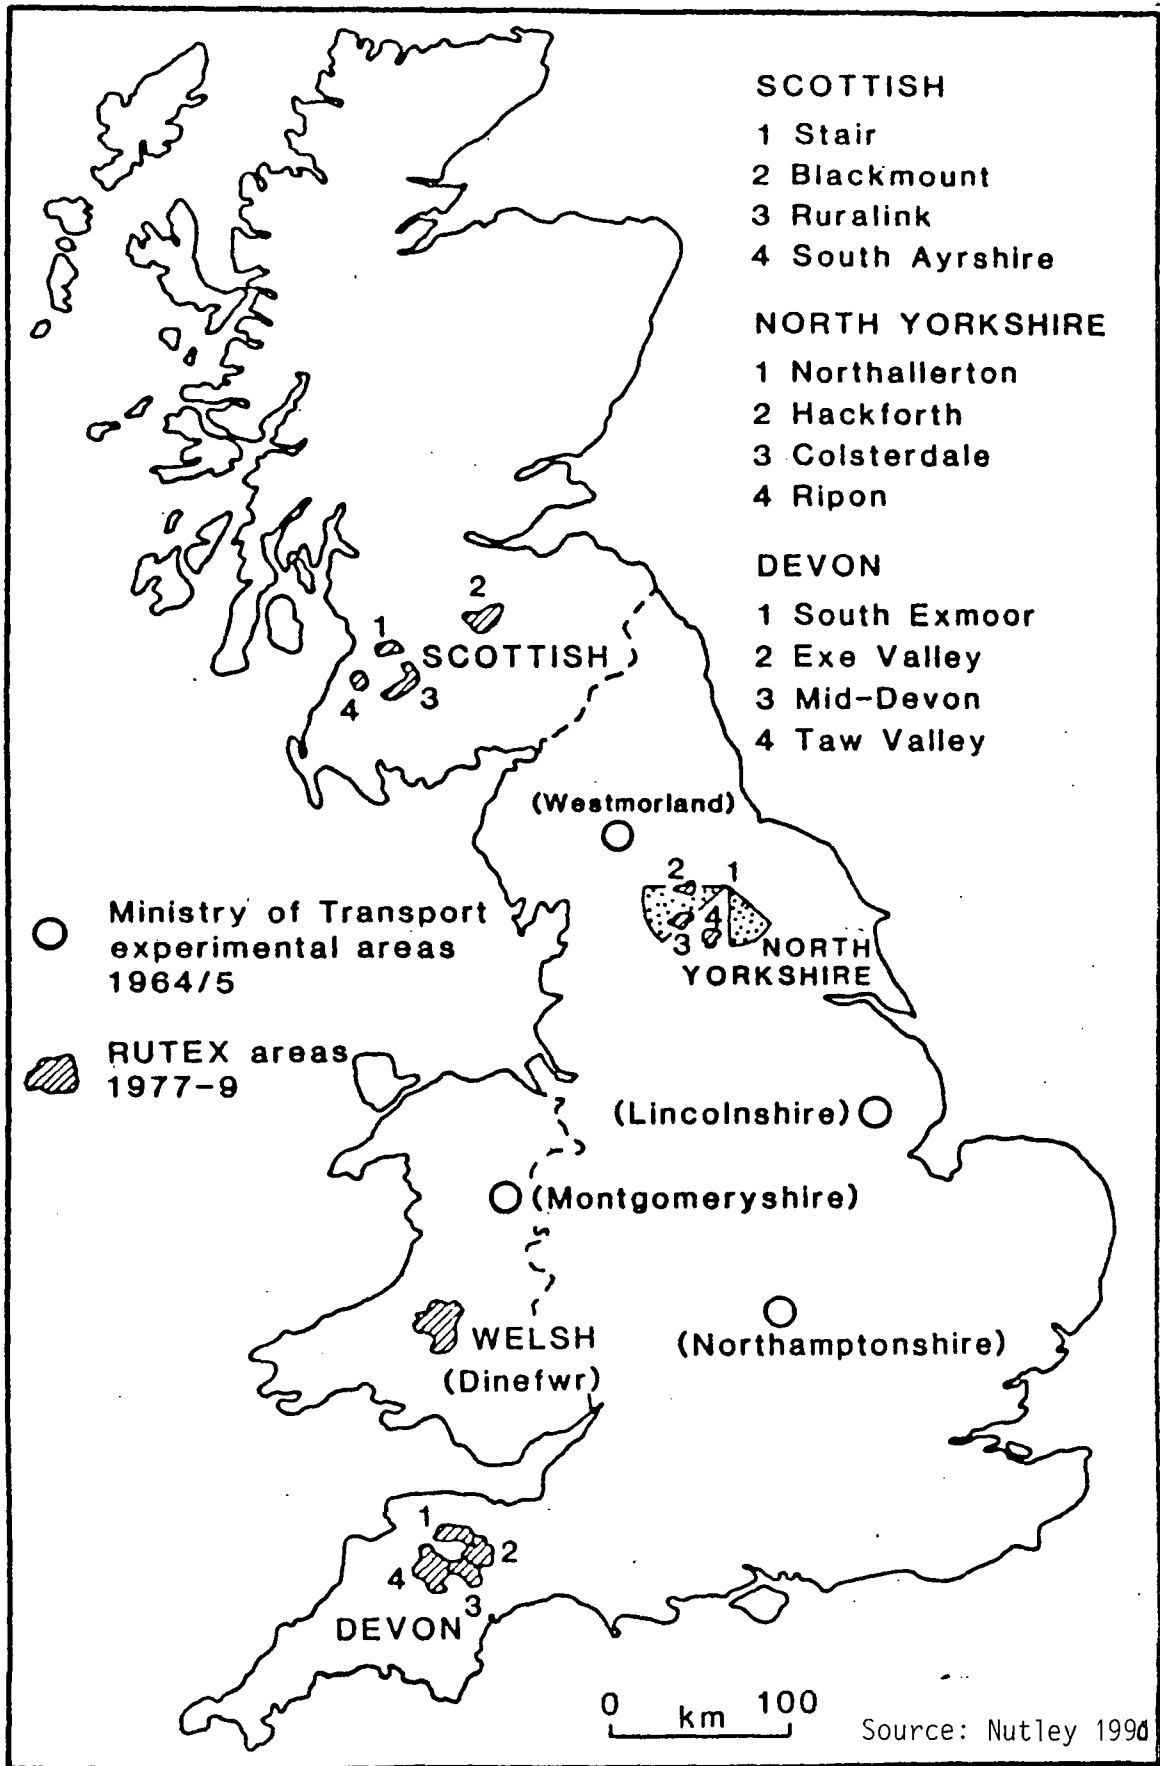 SCOTTISH
1 Stair
2 Blackmount
3 Ruralink
4 South Ayrshire
NORTH YORKSHIRE
1 Northallerton
2 Hackforth
3 Colsterdale
4 Ripon
DEVON
1 South Exmoor
2 Exe Valley
3 Mid-Devon
4 Taw Valley
2
1
SCOTTISH
4
3
(Westmorland)
2
1
4
3
NORTH
YORKSHIRE
Ministry of Transport
experimental areas
1964/5
RUTEX areas
1977-9
(Lincolnshire)
(Montgomeryshire)
WELSH
(Dinefwr)
(Northamptonshire)
1
2
4
3
DEVON
0 100
km
Source: Nutley